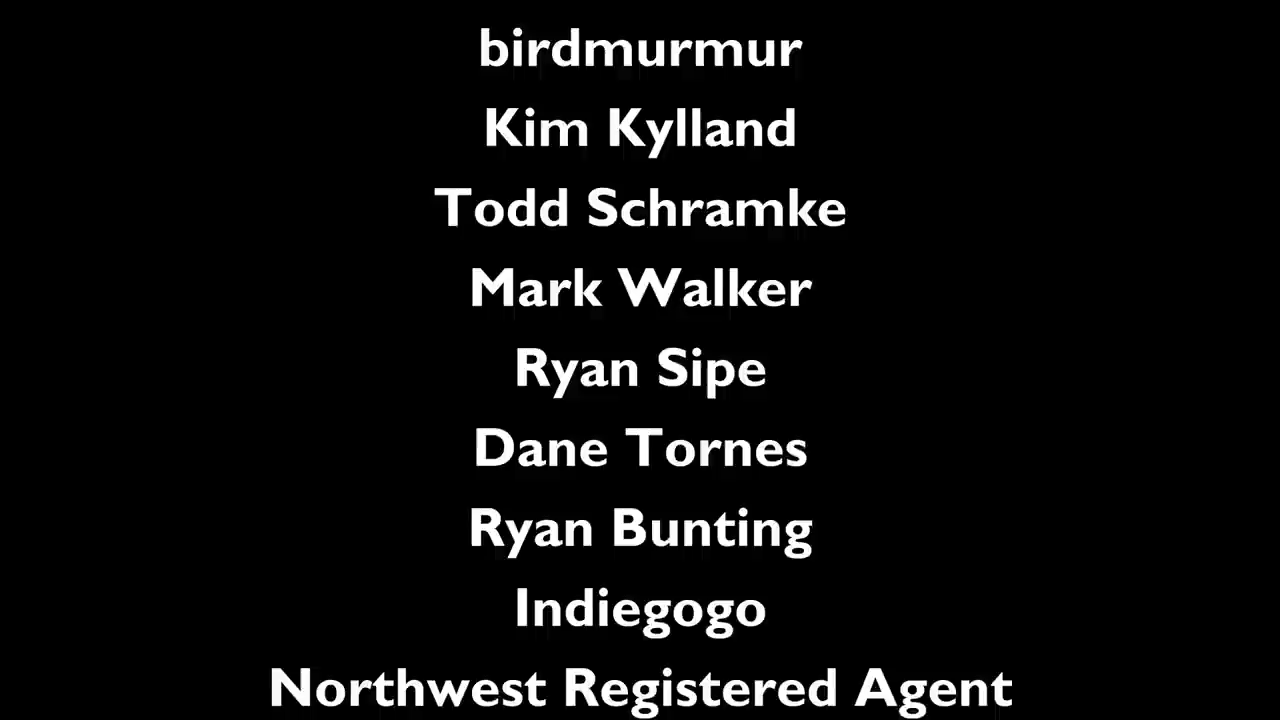 birdmurmur
Kim Kylland
Todd Schramke
Mark Walker
Ryan Sipe
Dane Tornes
Ryan Bunting
Indiegogo
Northwest Registered Agent